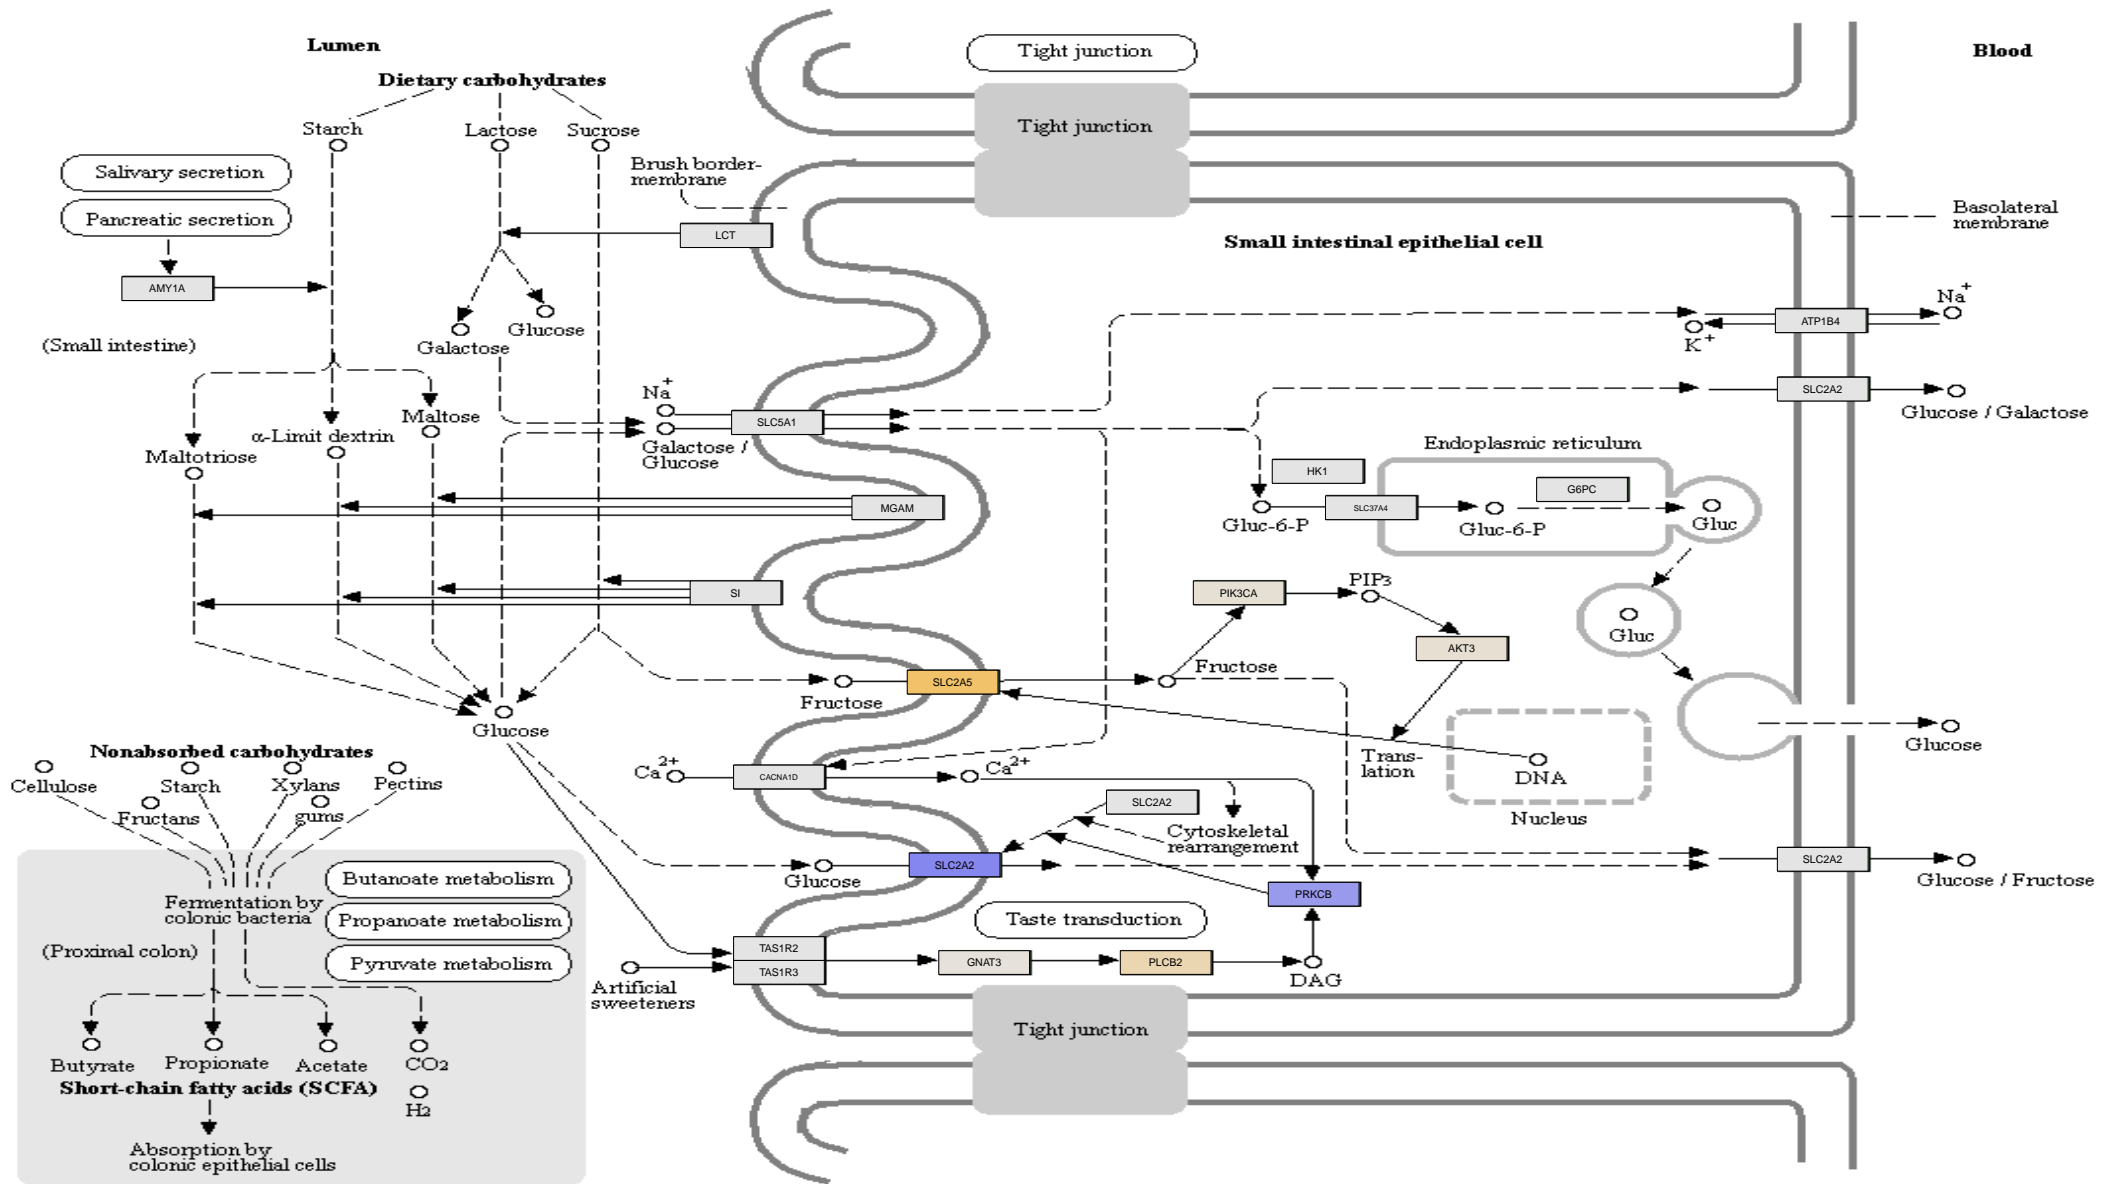 Lumen
Tight junction
Blood
Dietary carbohydrates
Starch
Lactose
Sucrose
Tight junction
Salivary secretion
Brush border-
membrane
Pancreatic secretion
Basolateral
membrane
LCT
Small intestinal epithelial cell
AMY1A
Glucose
Galactose
(Small intestine)
Na+
ATP1B4
K+
Na+
SLC2A2
Glucose / Galactose
Maltose
α-Limit dextrin
Maltotriose
SLC5A1
Galactose /
Glucose
Endoplasmic reticulum
HK1
G6PC
MGAM
SLC37A4
Gluc-6-P
Gluc-6-P
Gluc
SI
PIK3CA
PIP3
Gluc
AKT3
Fructose
SLC2A5
Fructose
Glucose
Glucose
Nonabsorbed carbohydrates
Cellulose
Starch
Xylans
Pectins
Fructans
gums
Ca2+
CACNA1D
Ca2+
Trans-
lation
DNA
Nucleus
SLC2A2
Cytoskeletal
rearrangement
Glucose
SLC2A2
SLC2A2
Glucose / Fructose
PRKCB
Butanoate metabolism
Fermentation by
colonic bacteria
Propanoate metabolism
Taste transduction
(Proximal colon)
Pyruvate metabolism
TAS1R2
TAS1R3
GNAT3
PLCB2
DAG
Artificial
sweeteners
Tight junction
Butyrate
Propionate
Acetate
CO2
Short-chain fatty acids (SCFA)
H2
Absorption by
colonic epithelial cells